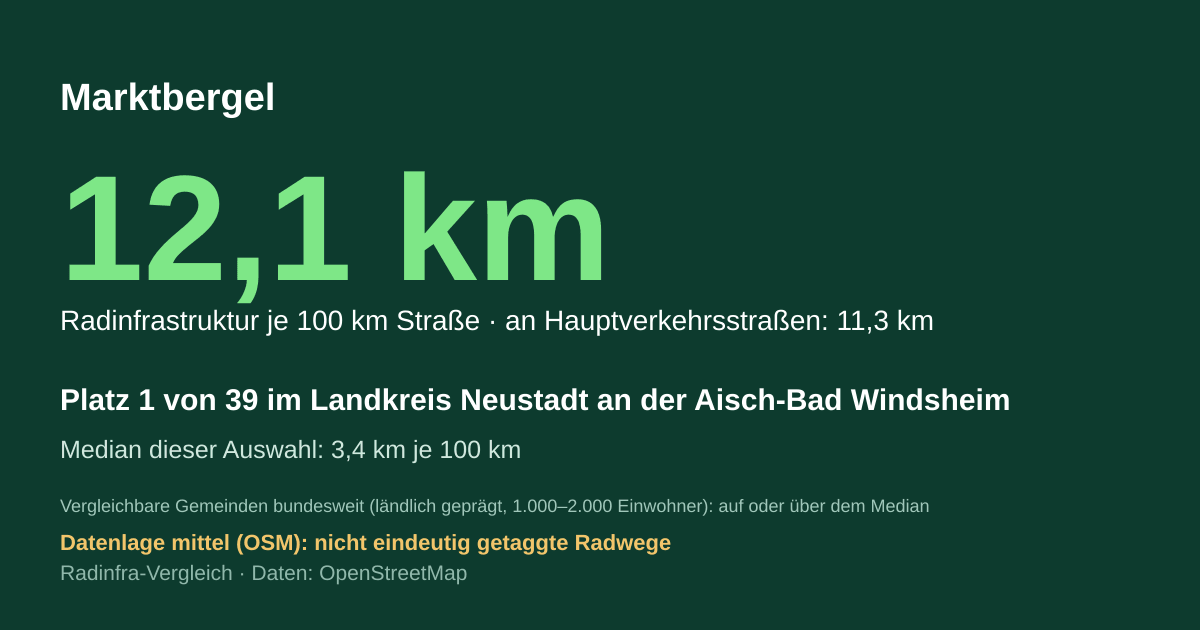 Marktbergel
12,1 km
Radinfrastruktur je 100 km Straße · an Hauptverkehrsstraßen: 11,3 km
Platz 1 von 39 im Landkreis Neustadt an der Aisch-Bad Windsheim
Median dieser Auswahl: 3,4 km je 100 km
Vergleichbare Gemeinden bundesweit (ländlich geprägt, 1.000–2.000 Einwohner): auf oder über dem Median
Datenlage mittel (OSM): nicht eindeutig getaggte Radwege
Radinfra-Vergleich · Daten: OpenStreetMap